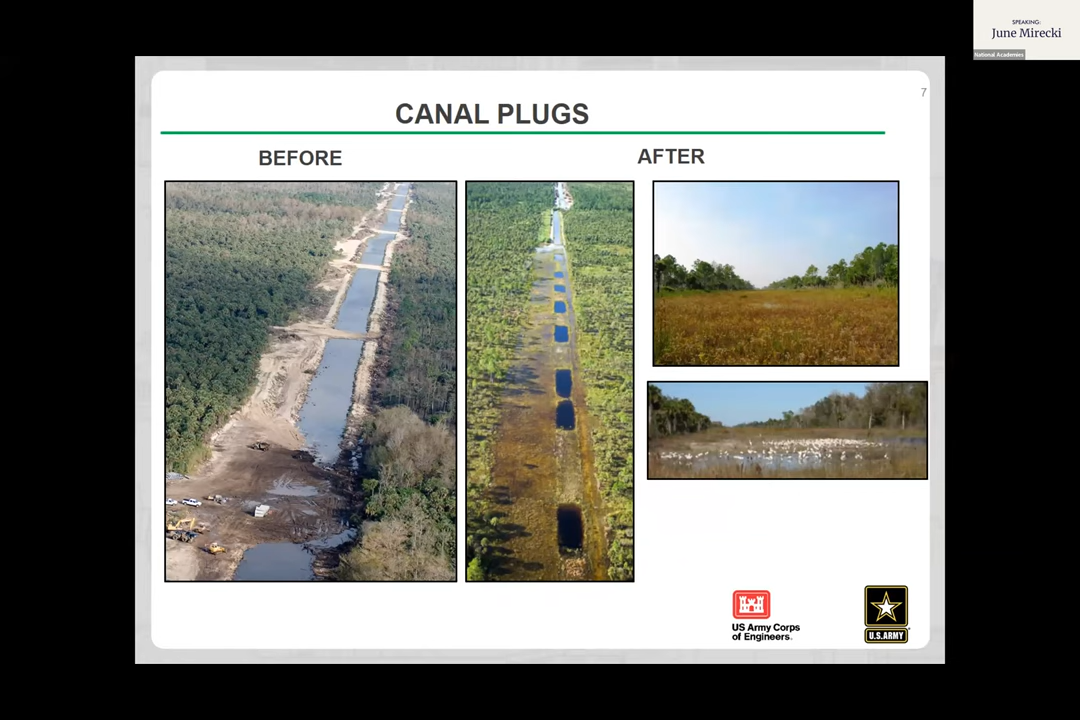 SPEAKING:
June Mirecki
National Academies
7
CANAL PLUGS
BEFORE
AFTER
US Army Corps
of Engineers.
U.S.ARMY